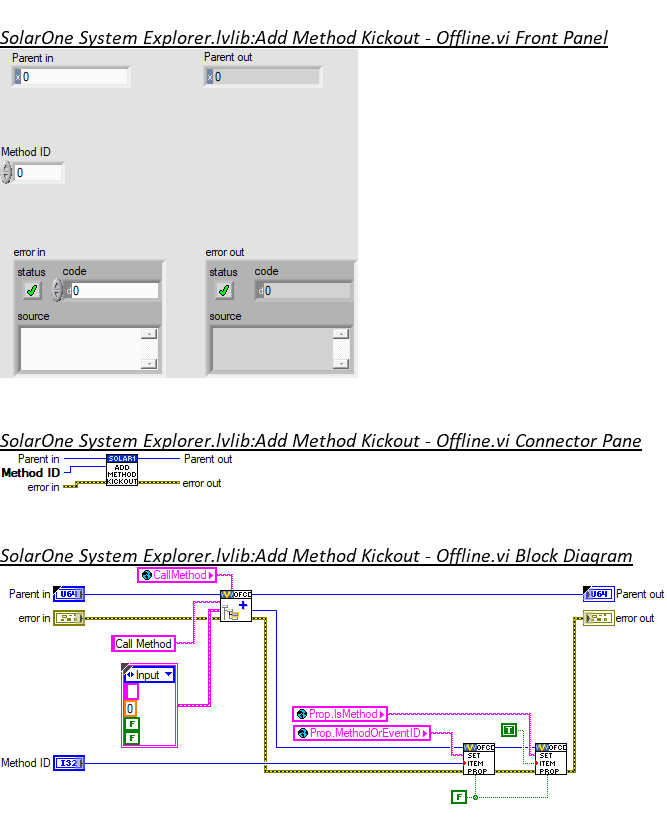 SolarOne System Explorer.lvlib:Add Method Kickout - Offline.vi Front Panel
Parent in
Parent out
x 0
x 0
Method ID
0
error in
error out
status code
status code
d 0
d 0
source
source
SolarOne System Explorer.lvlib:Add Method Kickout - Offline.vi Connector Pane
Parent in
SOLAR1
Parent out
Method ID
ADD
METHOD
KICKOUT
error in
error out
SolarOne System Explorer.lvlib:Add Method Kickout - Offline.vi Block Diagram
CallMethod
Parent in
U64
OFCD
U64
Parent out
error in
error out
Call Method
Input
0
F
F
Prop.IsMethod
Prop.MethodOrEventID
T
OFCD
OFCD
SET
ITEM
PROP
SET
ITEM
PROP
Method ID
I32
F